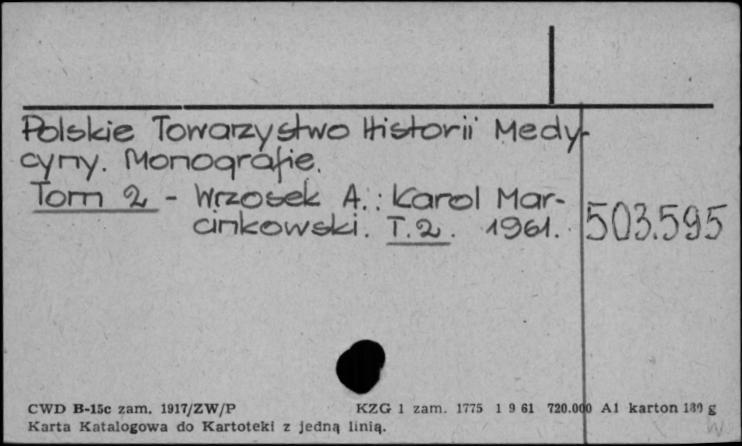 Polskie Towarzystwo Historii Medy-
cyny. Monografie.
Tom 2 - Wrzosek A.: Karol Mar-
cinkowski. T.2. 1961. 503.595
CWD B-15c zam. 1917/ZW/P KZG 1 zam. 1775 1 9 61 720.000 A1 karton 180 g
Karta Katalogowa do Kartoteki z jedną linią.
W